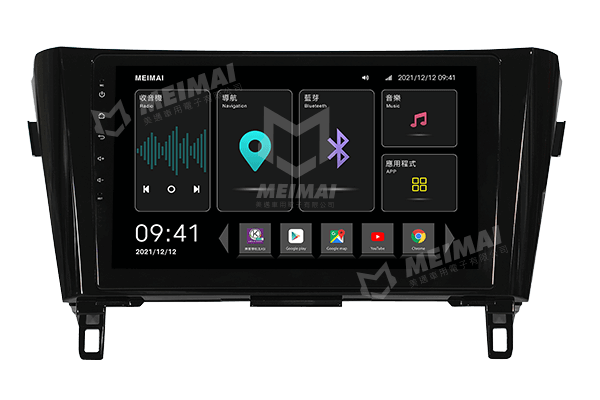 MEIMAI
2021/12/12 09:41
收音機
Radio
導航
Navigation
藍芽
Bluetooth
音樂
Music
應用程式
APP
09:41
2021/12/12
Google play
Google map
YouTube
Chrome
MEIMAI
MEIMAI
MEIMAI